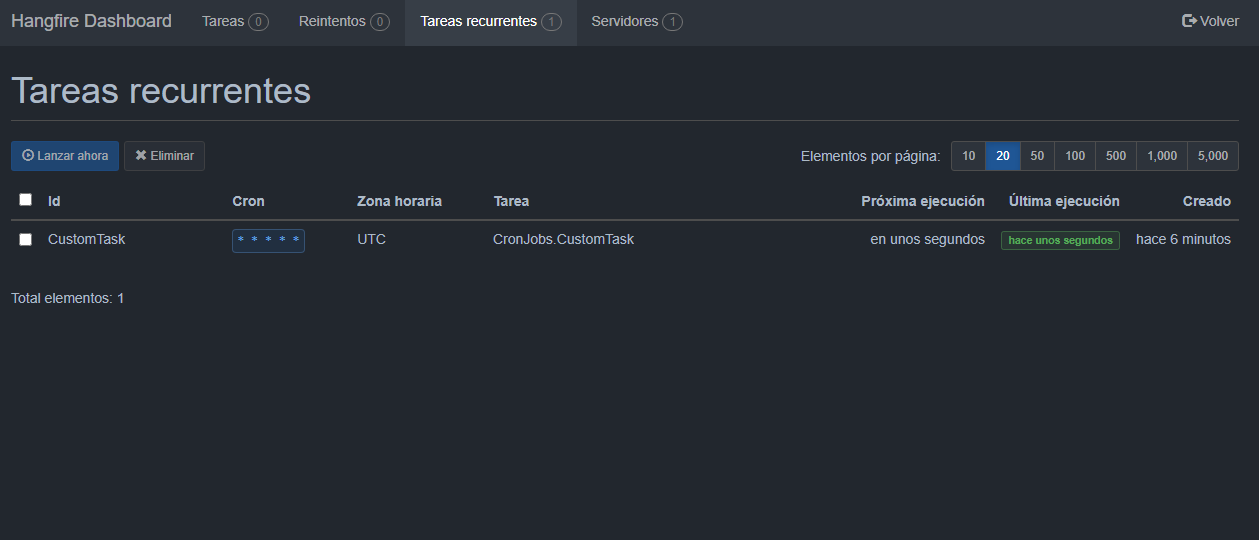 Hangfire Dashboard Tareas 0 Reintentos 0 Tareas recurrentes 1 Servidores 1 Volver
Tareas recurrentes
Lanzar ahora Eliminar Elementos por página: 10 20 50 100 500 1,000 5,000
Id Cron Zona horaria Tarea Próxima ejecución Última ejecución Creado
CustomTask * * * * * UTC CronJobs.CustomTask en unos segundos hace unos segundos hace 6 minutos
Total elementos: 1